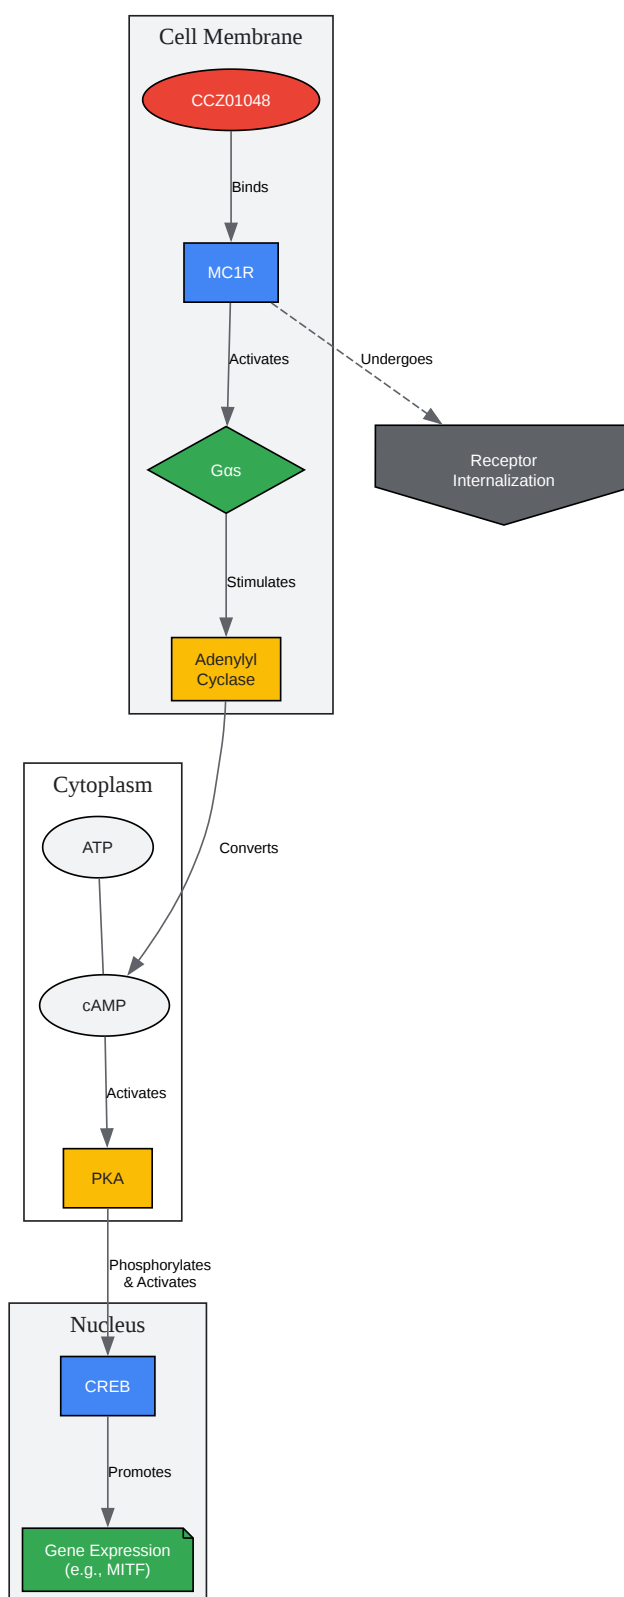 Cell Membrane
CCZ01048
Binds
MC1R
Activates
Undergoes
Receptor
Internalization
Gαs
Stimulates
Adenylyl
Cyclase
Cytoplasm
ATP
Converts
cAMP
Activates
PKA
Phosphorylates
& Activates
Nucleus
CREB
Promotes
Gene Expression
(e.g., MITF)